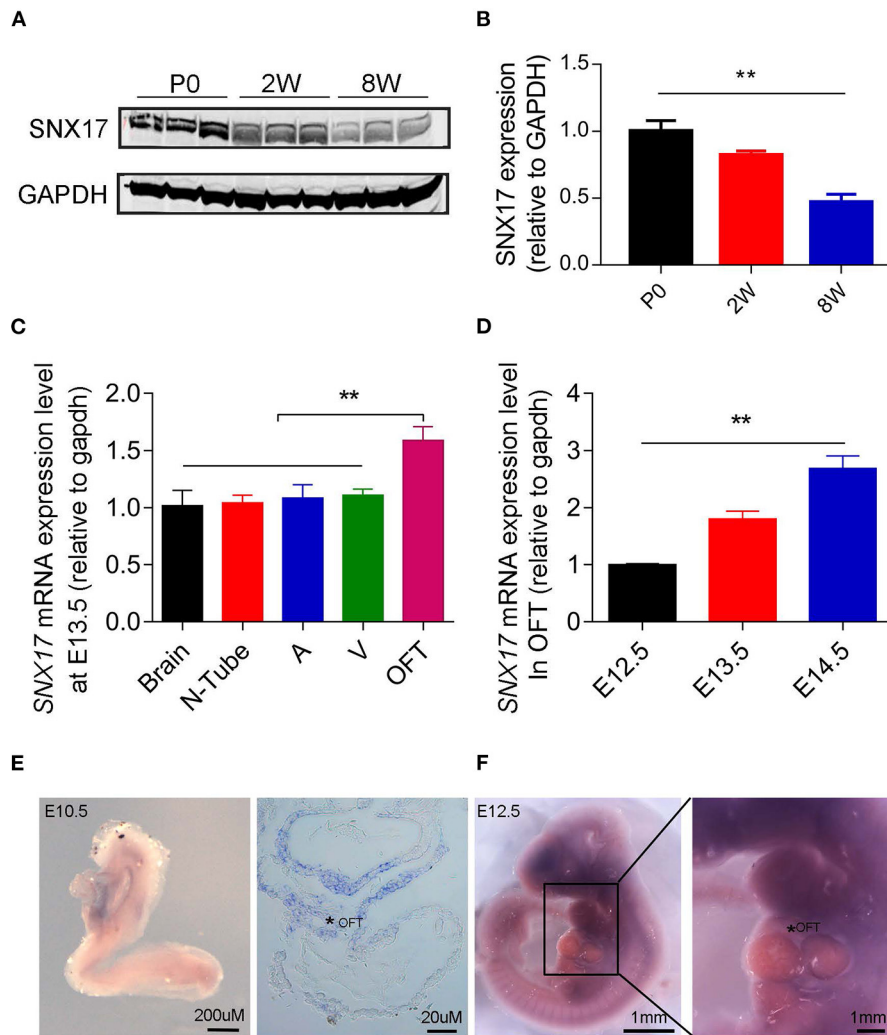 A
P0 2W 8W
SNX17
GAPDH
B
SNX17 expression
(relative to GAPDH)
1.5
1.0
0.5
0.0
**
P0
2W
8W
C
SNX17 mRNA expression level
at E13.5 (relative to gapdh)
2.0
1.5
1.0
0.5
0.0
**
Brain
N-Tube
A
V
OFT
D
SNX17 mRNA expression level
In OFT (relative to gapdh)
4
3
2
1
0
**
E12.5
E13.5
E14.5
E
E10.5
200uM
* OFT
20uM
F
E12.5
1mm
*OFT
1mm